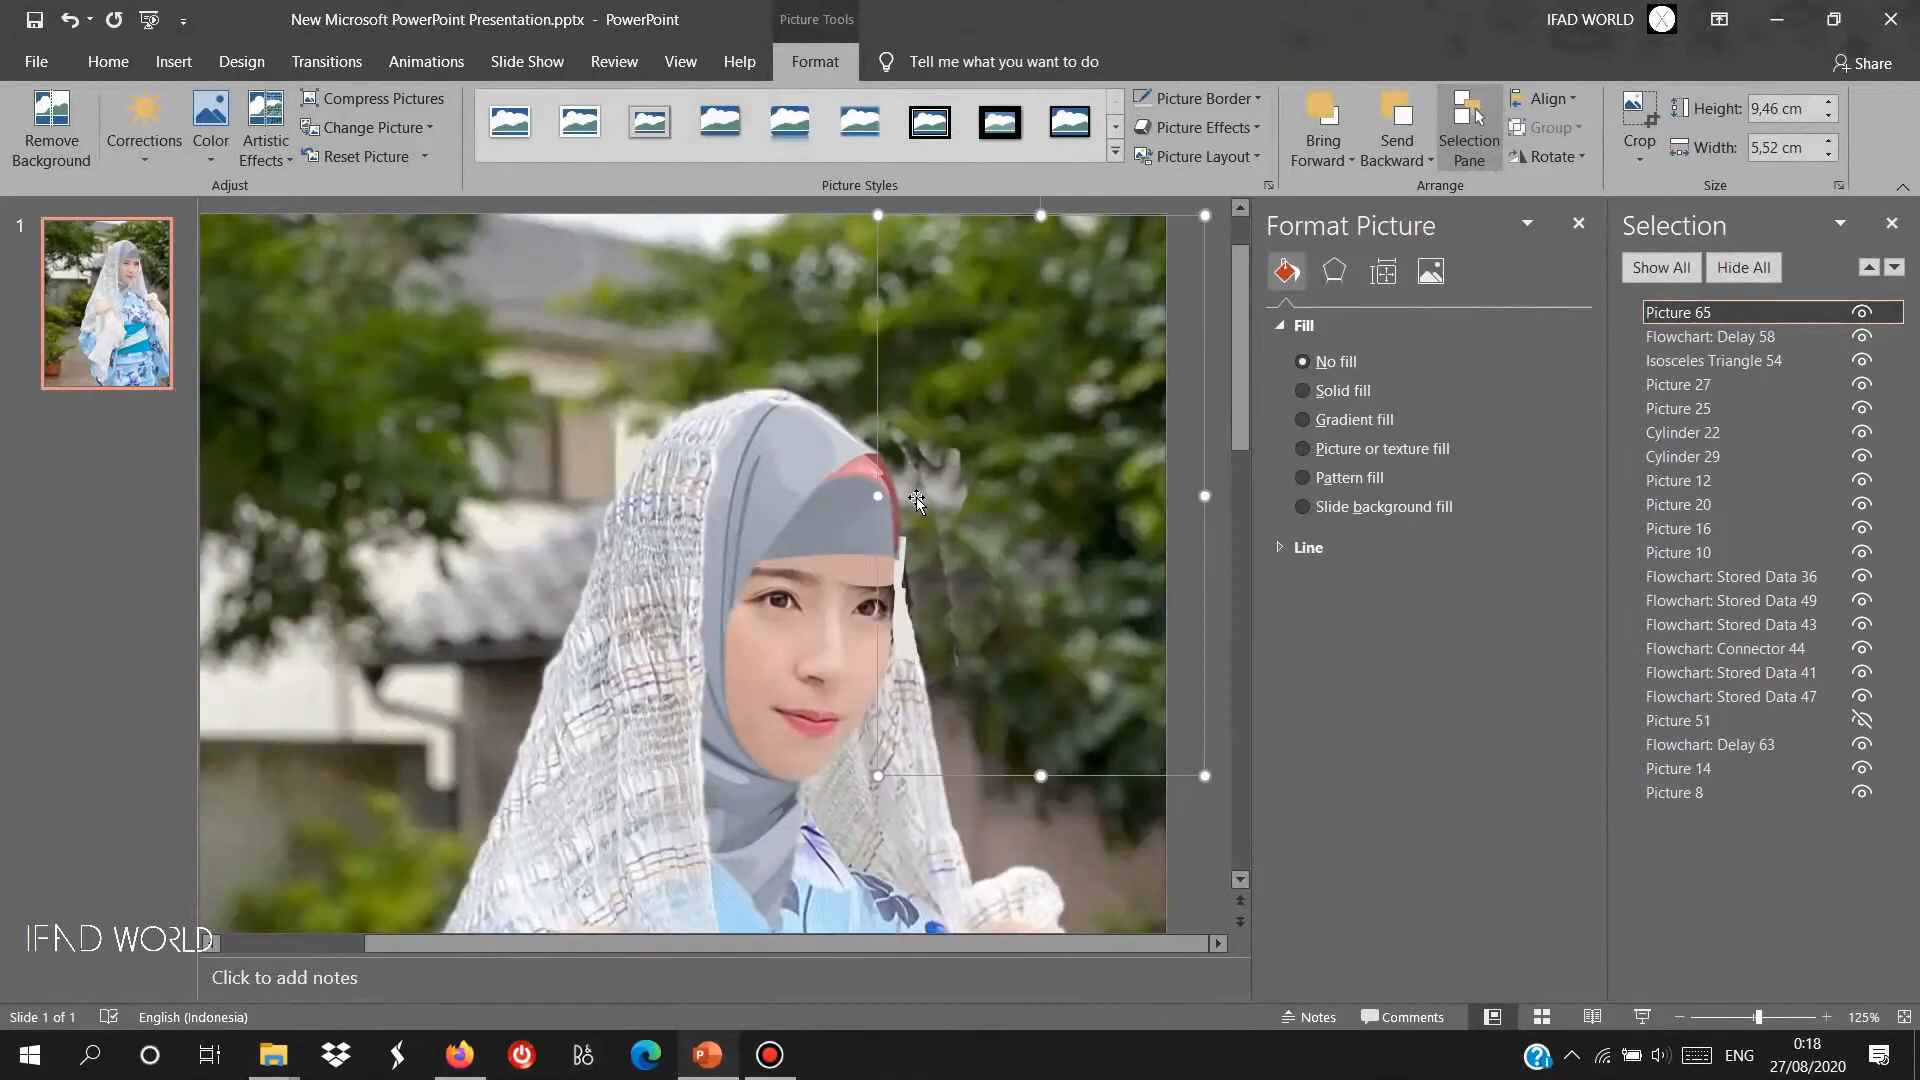 New Microsoft PowerPoint Presentation.pptx - PowerPoint
Picture Tools
IFAD WORLD
File
Home
Insert
Design
Transitions
Animations
Slide Show
Review
View
Help
Format
Tell me what you want to do
Share
Remove Background
Corrections
Color
Artistic Effects
Compress Pictures
Change Picture
Reset Picture
Adjust
Picture Styles
Picture Border
Picture Effects
Picture Layout
Bring Forward
Send Backward
Selection Pane
Align
Group
Rotate
Arrange
Crop
Height: 9,46 cm
Width: 5,52 cm
Size
1
Format Picture
Fill
No fill
Solid fill
Gradient fill
Picture or texture fill
Pattern fill
Slide background fill
Line
Selection
Show All
Hide All
Picture 65
Flowchart: Delay 58
Isosceles Triangle 54
Picture 27
Picture 25
Cylinder 22
Cylinder 29
Picture 12
Picture 20
Picture 16
Picture 10
Flowchart: Stored Data 36
Flowchart: Stored Data 49
Flowchart: Stored Data 43
Flowchart: Connector 44
Flowchart: Stored Data 41
Flowchart: Stored Data 47
Picture 51
Flowchart: Delay 63
Picture 14
Picture 8
IFAD WORLD
Click to add notes
Slide 1 of 1
English (Indonesia)
Notes
Comments
125%
ENG
0:18
27/08/2020